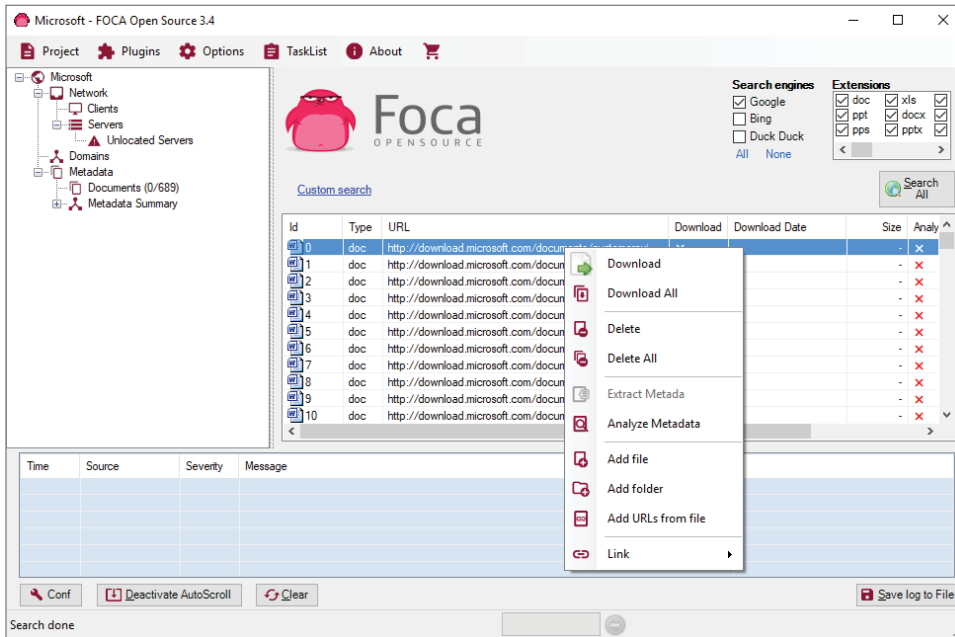 Microsoft - FOCA Open Source 3.4
Project Plugins Options TaskList About
Microsoft
Network
Clients
Servers
Unlocated Servers
Domains
Metadata
Documents (0/689)
Metadata Summary
Foca
OPENSOURCE
Search engines
Google
Bing
Duck Duck
All None
Extensions
doc xls
ppt docx
pps pptx
Custom search
Search All
Id Type URL Download Download Date Size Analy
0 doc http://download.microsoft.com/documents/customerevi -
1 doc http://download.microsoft.com/docum -
2 doc http://download.microsoft.com/docum -
3 doc http://download.microsoft.com/docum -
4 doc http://download.microsoft.com/docum -
5 doc http://download.microsoft.com/docum -
6 doc http://download.microsoft.com/docum -
7 doc http://download.microsoft.com/docum -
8 doc http://download.microsoft.com/docum -
9 doc http://download.microsoft.com/docum -
10 doc http://download.microsoft.com/docum -
Download
Download All
Delete
Delete All
Extract Metada
Analyze Metadata
Add file
Add folder
Add URLs from file
Link
Time Source Severity Message
Conf Deactivate AutoScroll Clear Save log to File
Search done